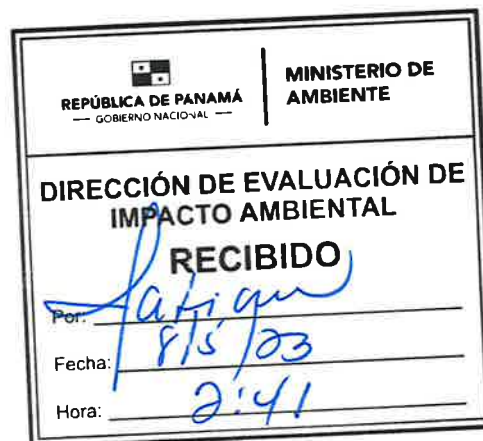 REPÚBLICA DE PANAMÁ
— GOBIERNO NACIONAL —
MINISTERIO DE
AMBIENTE
DIRECCIÓN DE EVALUACIÓN DE
IMPACTO AMBIENTAL
RECIBIDO
Por:
Fecha: 8/5/23
Hora: 2:41